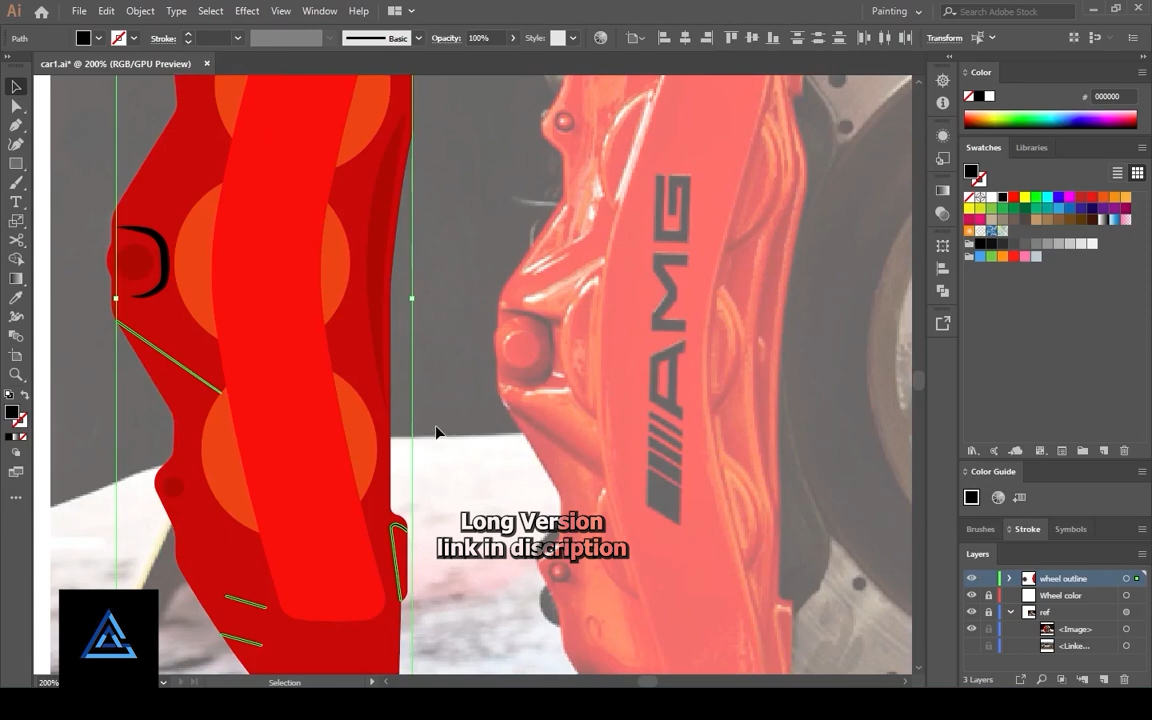 Ai
File Edit Object Type Select Effect View Window Help
Painting
Search Adobe Stock
Path
Stroke:
Basic
Opacity: 100%
Style:
Transform
car1.ai* @ 200% (RGB/GPU Preview) ×
Color
# 000000
Swatches Libraries
AMG
Color Guide
Brushes Stroke Symbols
Layers
wheel outline
Wheel color
ref
<Image>
<Linke...
Long Version
link in discription
200%
Selection
3 Layers